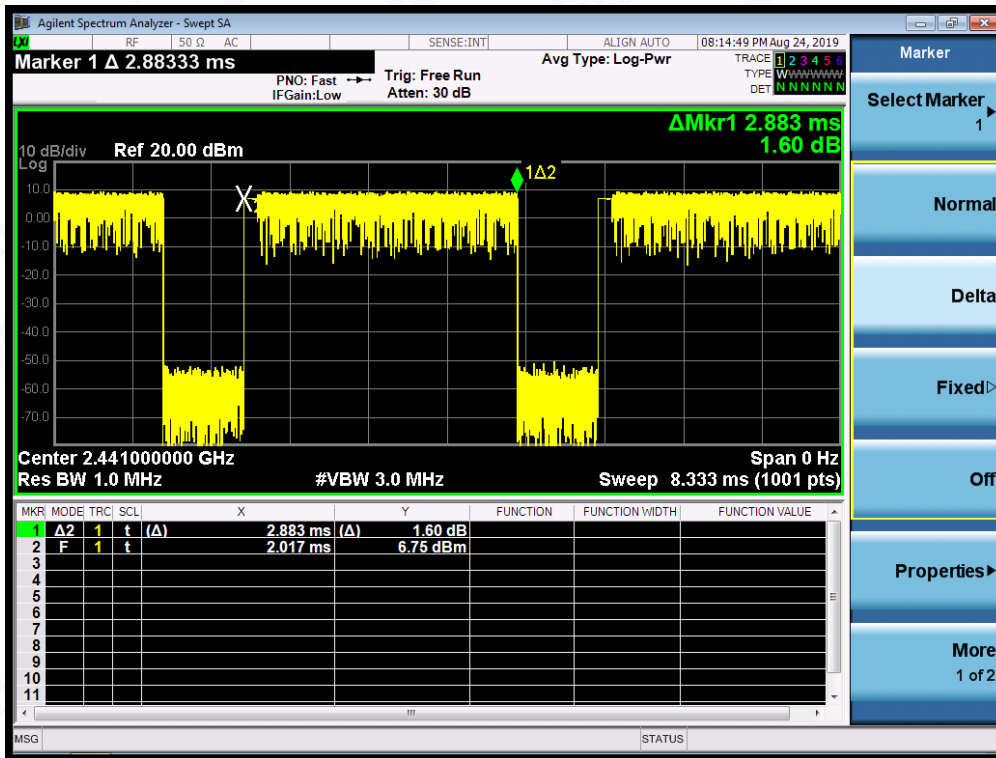 Agilent Spectrum Analyzer - Swept SA
LXI RF 50 Ω AC SENSE:INT ALIGN AUTO 08:14:49 PM Aug 24, 2019
Marker 1 Δ 2.88333 ms
PNO: Fast
IFGain:Low
Trig: Free Run
Atten: 30 dB
Avg Type: Log-Pwr
TRACE 1 2 3 4 5 6
TYPE WWWWWW
DET N N N N N N
ΔMkr1 2.883 ms
1.60 dB
10 dB/div Ref 20.00 dBm
Log
10.0
0.00
-10.0
-20.0
-30.0
-40.0
-50.0
-60.0
-70.0
1Δ2
Center 2.441000000 GHz Span 0 Hz
Res BW 1.0 MHz #VBW 3.0 MHz Sweep 8.333 ms (1001 pts)
MKR MODE TRC SCL X Y FUNCTION FUNCTION WIDTH FUNCTION VALUE
1 Δ2 1 t (Δ) 2.883 ms (Δ) 1.60 dB
2 F 1 t 2.017 ms 6.75 dBm
3
4
5
6
7
8
9
10
11
MSG STATUS
Marker
Select Marker
1
Normal
Delta
Fixed
Off
Properties
More
1 of 2